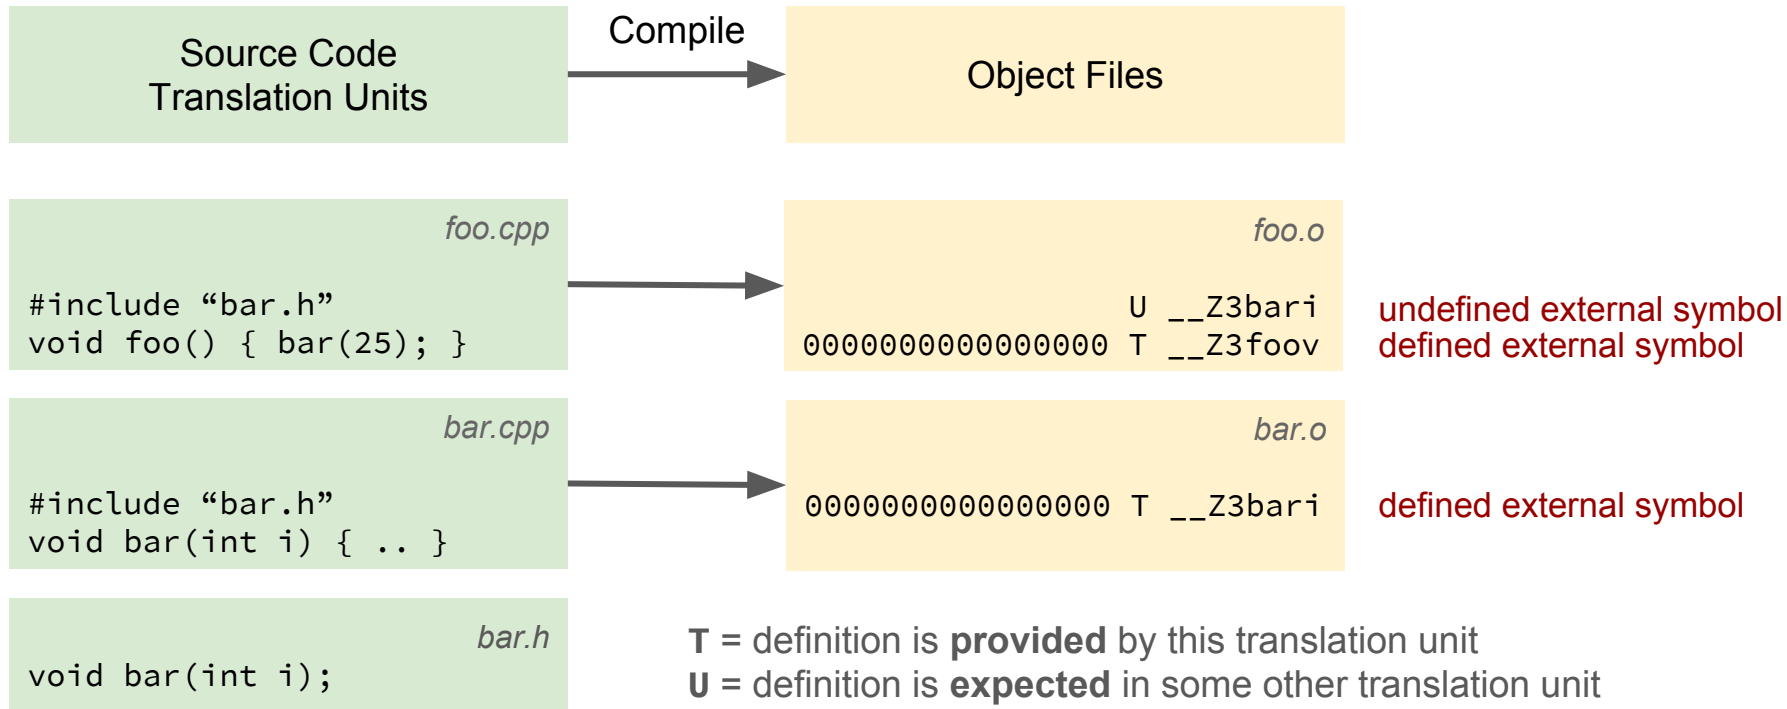 Source Code
Translation Units
Compile
Object Files
foo.cpp
#include “bar.h”
void foo() { bar(25); }
foo.o
U __Z3bari
0000000000000000 T __Z3foov
undefined external symbol
defined external symbol
bar.cpp
#include “bar.h”
void bar(int i) { .. }
bar.o
0000000000000000 T __Z3bari
defined external symbol
bar.h
void bar(int i);
T = definition is provided by this translation unit
U = definition is expected in some other translation unit